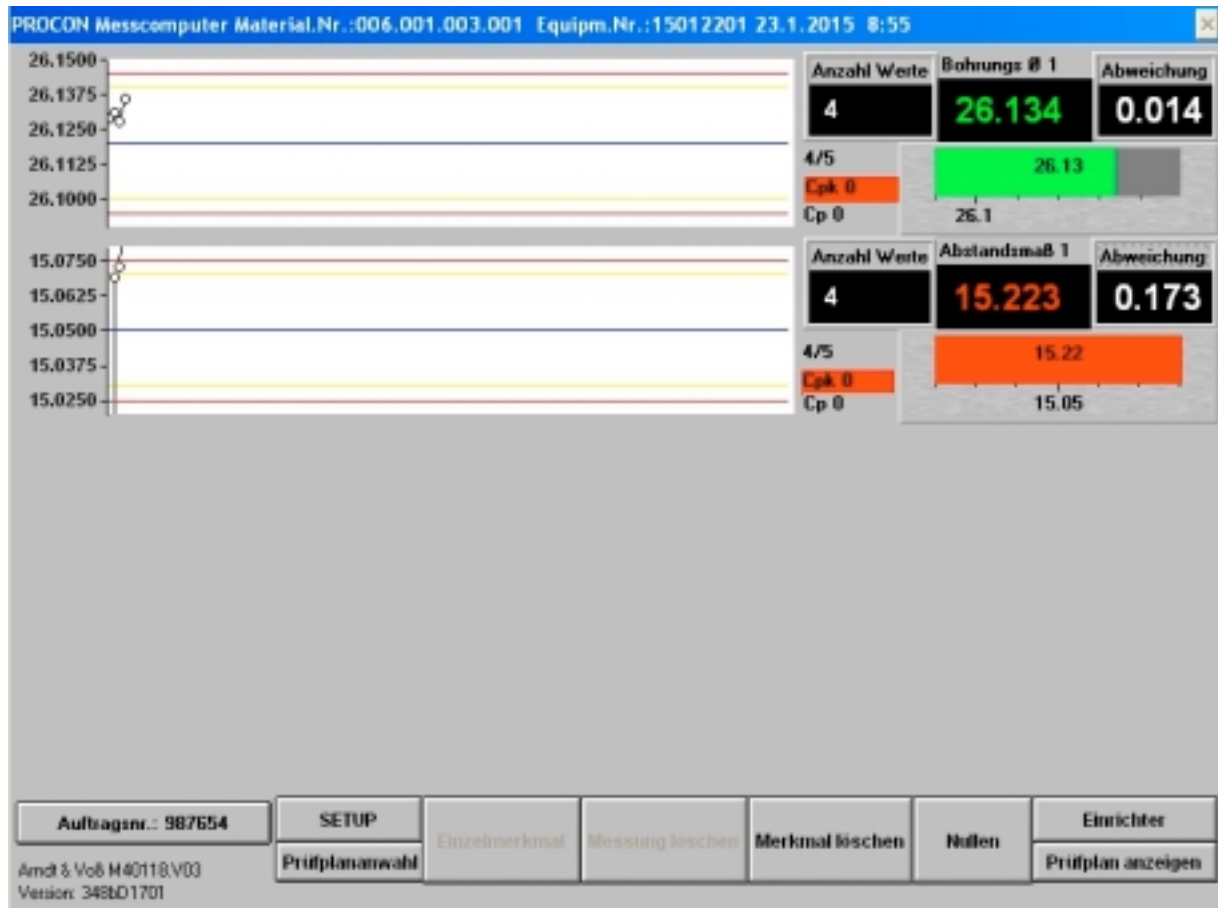 PROCON Messcomputer Material.Nr.:006.001.003.001 Equipm.Nr.:15012201 23.1.2015 8:55
26.1500
26.1375
26.1250
26.1125
26.1000
Anzahl Werte
4
Bohrungs Ø 1
26.134
Abweichung
0.014
4/5
Cpk 0
Cp 0
26.13
26.1
15.0750
15.0625
15.0500
15.0375
15.0250
Anzahl Werte
4
Abstandsmaß 1
15.223
Abweichung
0.173
4/5
Cpk 0
Cp 0
15.22
15.05
Auftragsnr.: 987654
SETUP
Prüfplananwahl
Einzelmerkmal
Messung löschen
Merkmal löschen
Nullen
Einrichter
Prüfplan anzeigen
Arndt & Voß M40118.V03
Version: 348bD1701